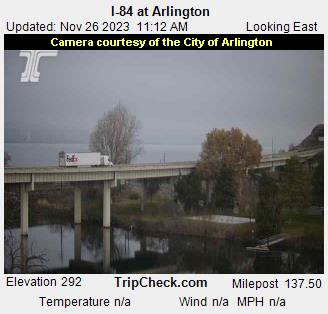 I-84 at Arlington
Updated: Nov 26 2023 11:12 AM Looking East
Camera courtesy of the City of Arlington
FedEx
Elevation 292 TripCheck.com Milepost 137.50
Temperature n/a Wind n/a MPH n/a